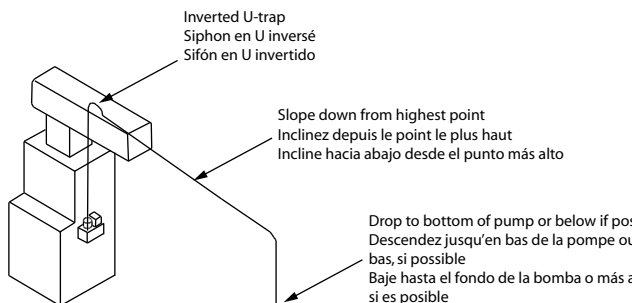 Inverted U-trap
Siphon en U inversé
Sifón en U invertido
Slope down from highest point
Inclinez depuis le point le plus haut
Incline hacia abajo desde el punto más alto
Drop to bottom of pump or below if
Descendez jusqu'en bas de la pompe ou
bas, si possible
Baje hasta el fondo de la bomba o más
si es posible